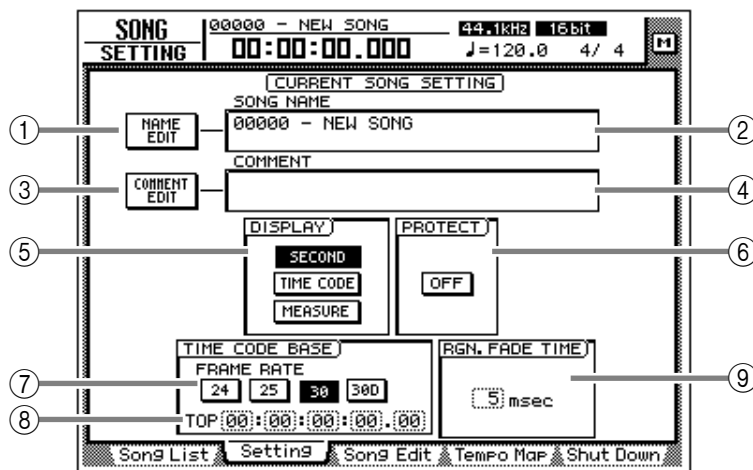 SONG
SETTING
00000 - NEW SONG
00:00:00.000
44.1kHz 16bit
♩=120.0 4/ 4
M
CURRENT SONG SETTING
SONG NAME
① NAME EDIT 00000 - NEW SONG ②
COMMENT
③ COMMENT EDIT ④
DISPLAY PROTECT
⑤ SECOND ⑥
TIME CODE OFF
MEASURE
TIME CODE BASE RGN. FADE TIME
FRAME RATE
⑦ 24 25 30 30D ⑨
5 msec
⑧ TOP 00:00:00:00.00
Song List Setting Song Edit Tempo Map Shut Down